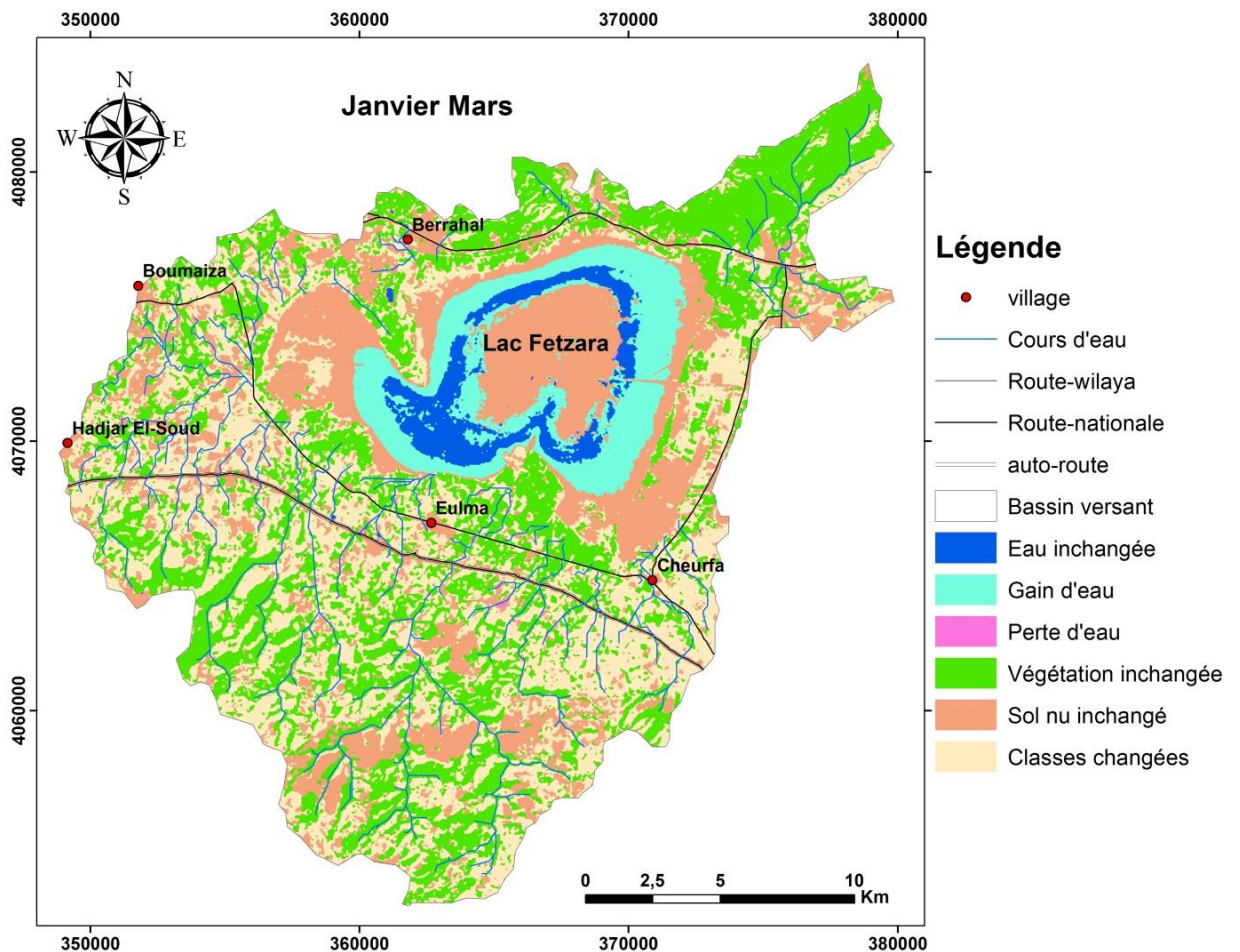 350000
360000
370000
380000
N
W
E
S
Janvier Mars
4080000
4070000
4060000
Berrahal
Boumaiza
Lac Fetzara
Hadjar El-Soud
Eulma
Cheurfa
0
2,5
5
10
Km
350000
360000
370000
380000
Légende
village
Cours d'eau
Route-wilaya
Route-nationale
auto-route
Bassin versant
Eau inchangée
Gain d'eau
Perte d'eau
Végétation inchangée
Sol nu inchangé
Classes changées